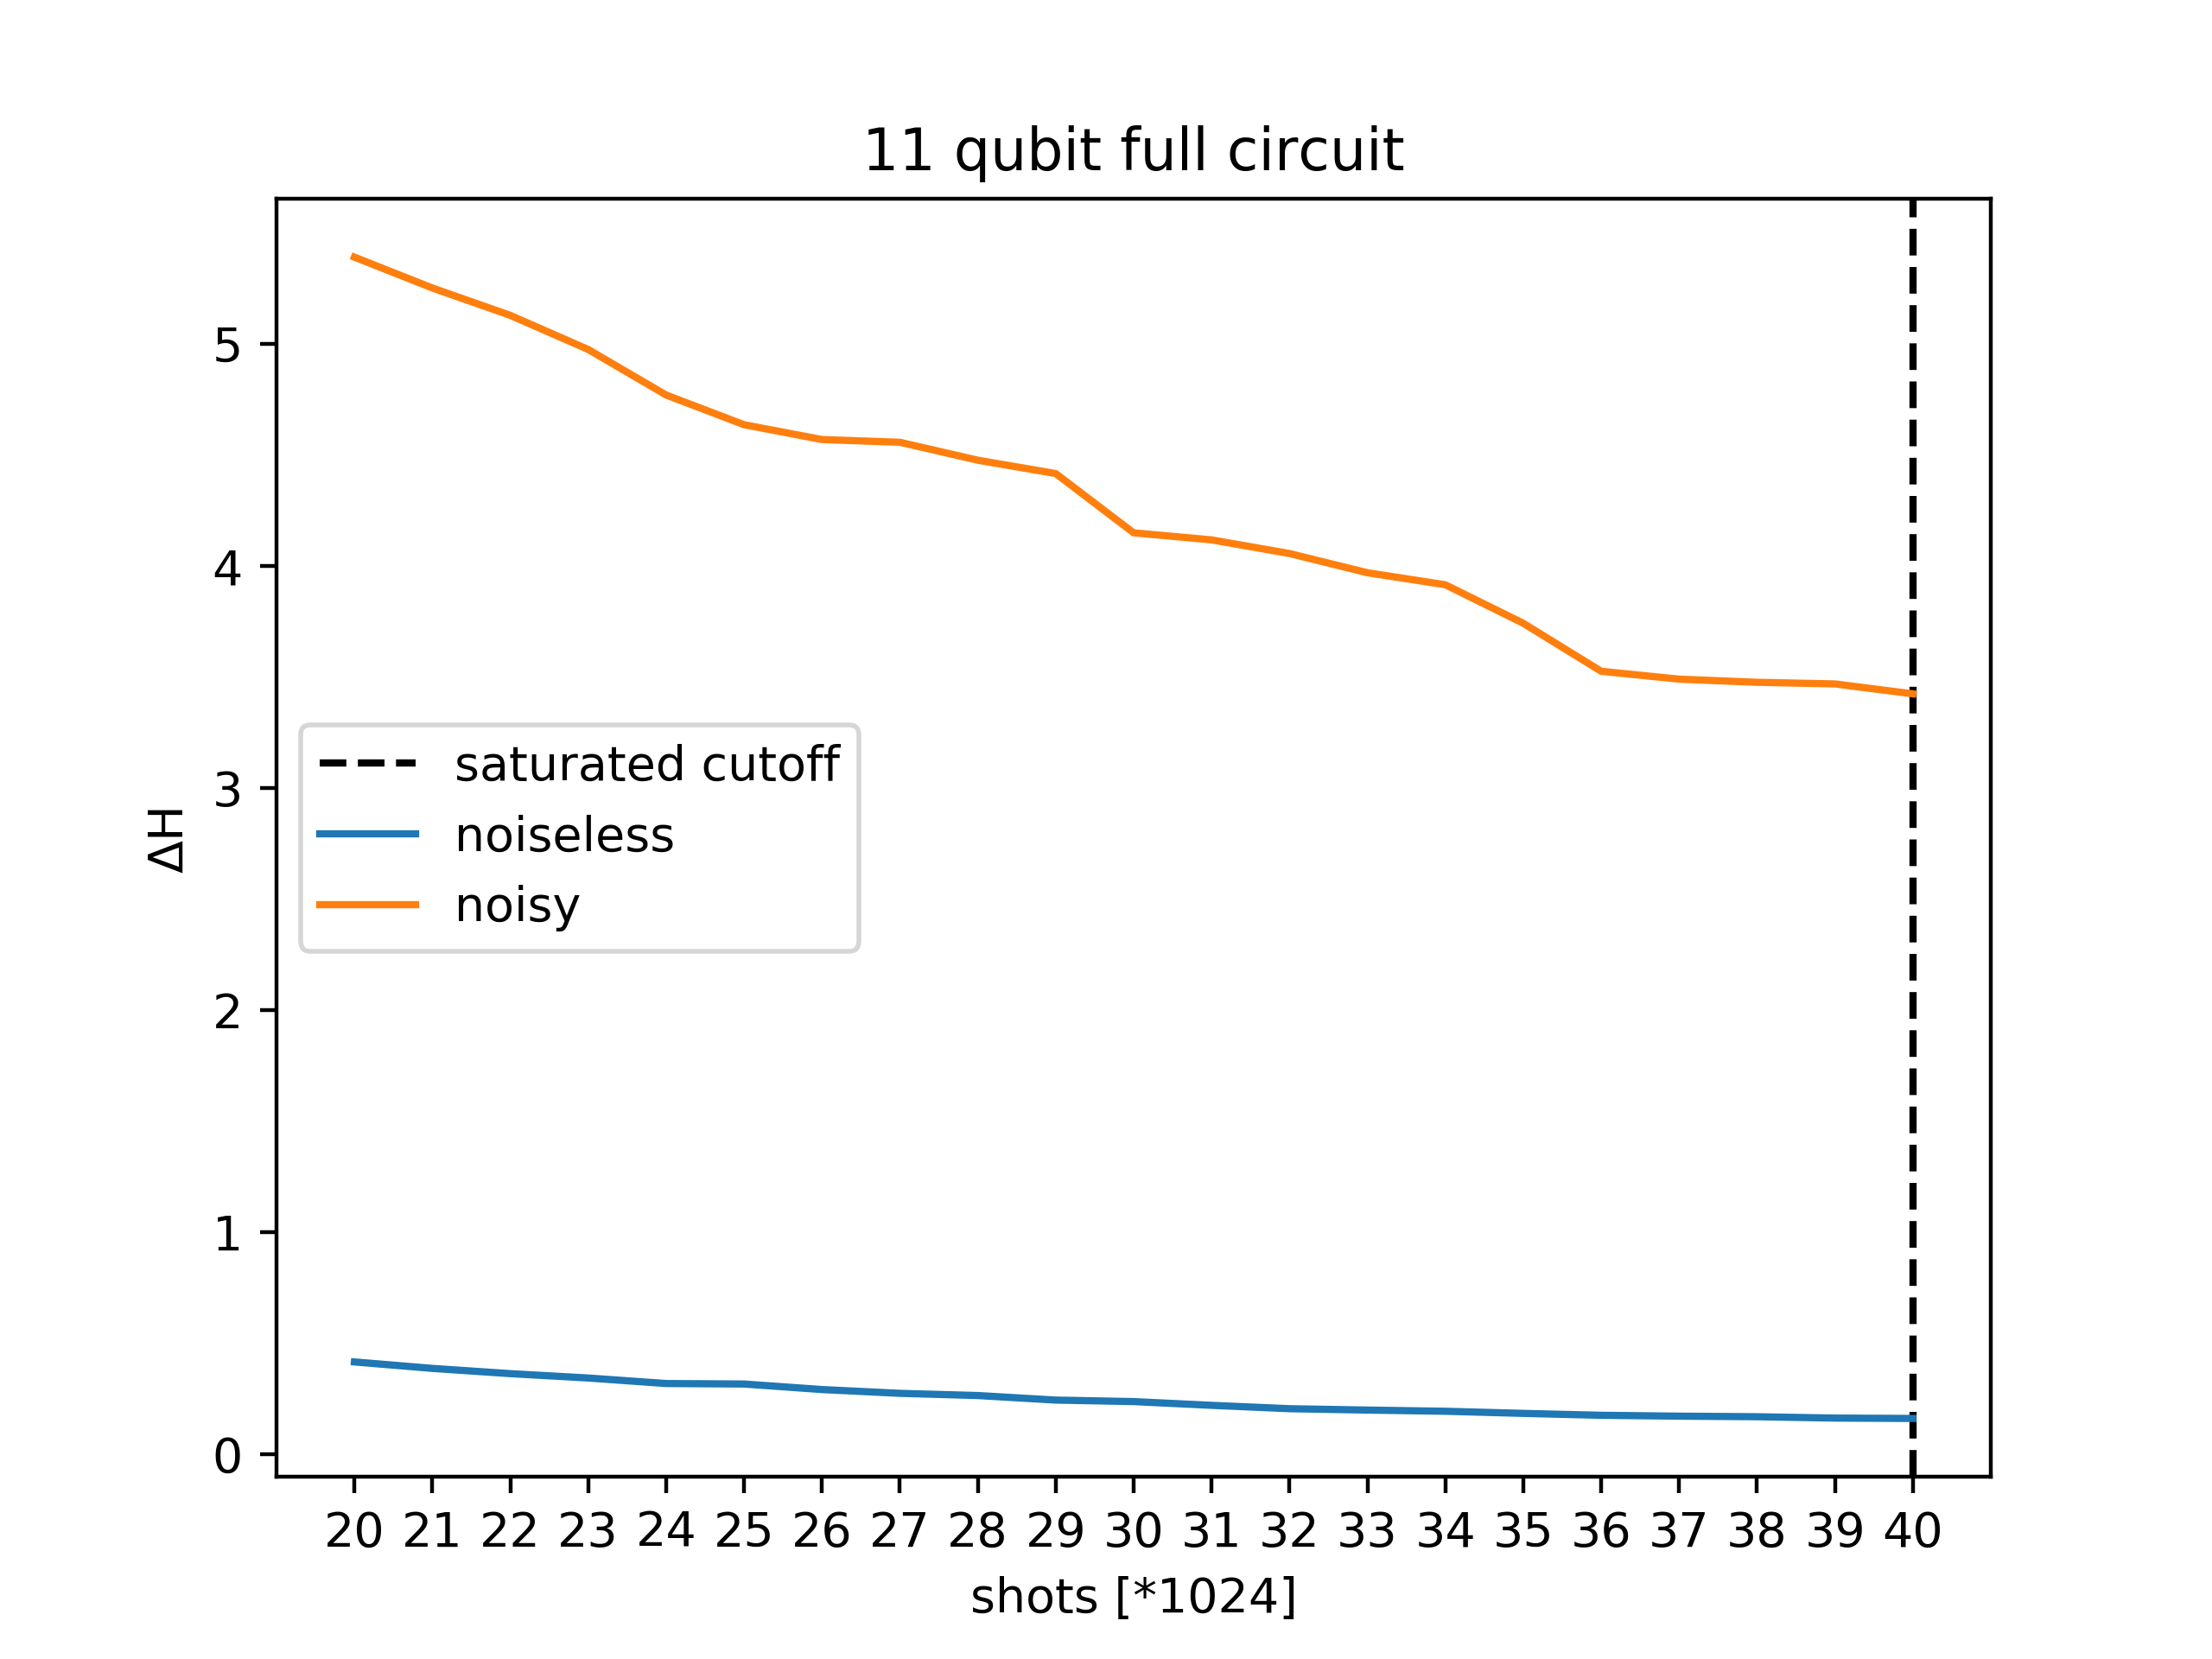 11 qubit full circuit
5
4
3
2
1
0
ΔH
saturated cutoff
noiseless
noisy
20 21 22 23 24 25 26 27 28 29 30 31 32 33 34 35 36 37 38 39 40
shots [*1024]